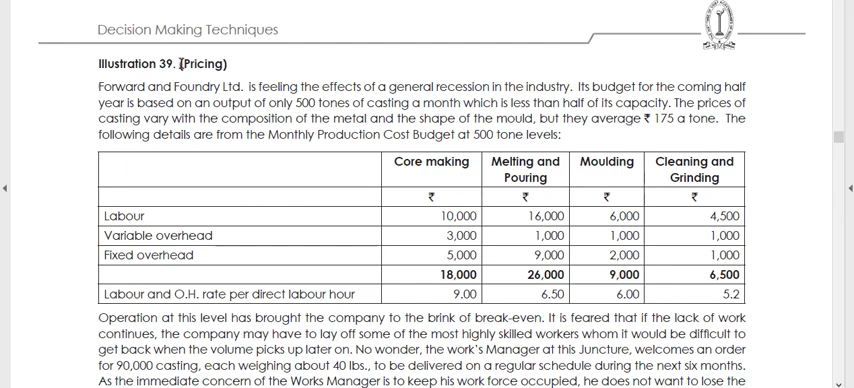 Decision Making Techniques
Illustration 39. (Pricing)
Forward and Foundry Ltd. is feeling the effects of a general recession in the industry. Its budget for the coming half
year is based on an output of only 500 tones of casting a month which is less than half of its capacity. The prices of
casting vary with the composition of the metal and the shape of the mould, but they average ₹ 175 a tone. The
following details are from the Monthly Production Cost Budget at 500 tone levels:
Core making Melting and Pouring Moulding Cleaning and Grinding
₹ ₹ ₹ ₹
Labour 10,000 16,000 6,000 4,500
Variable overhead 3,000 1,000 1,000 1,000
Fixed overhead 5,000 9,000 2,000 1,000
18,000 26,000 9,000 6,500
Labour and O.H. rate per direct labour hour 9.00 6.50 6.00 5.2
Operation at this level has brought the company to the brink of break-even. It is feared that if the lack of work
continues, the company may have to lay off some of the most highly skilled workers whom it would be difficult to
get back when the volume picks up later on. No wonder, the work's Manager at this Juncture, welcomes an order
for 90,000 casting, each weighing about 40 lbs., to be delivered on a regular schedule during the next six months.
As the immediate concern of the Works Manager is to keep his work force occupied, he does not want to lose the